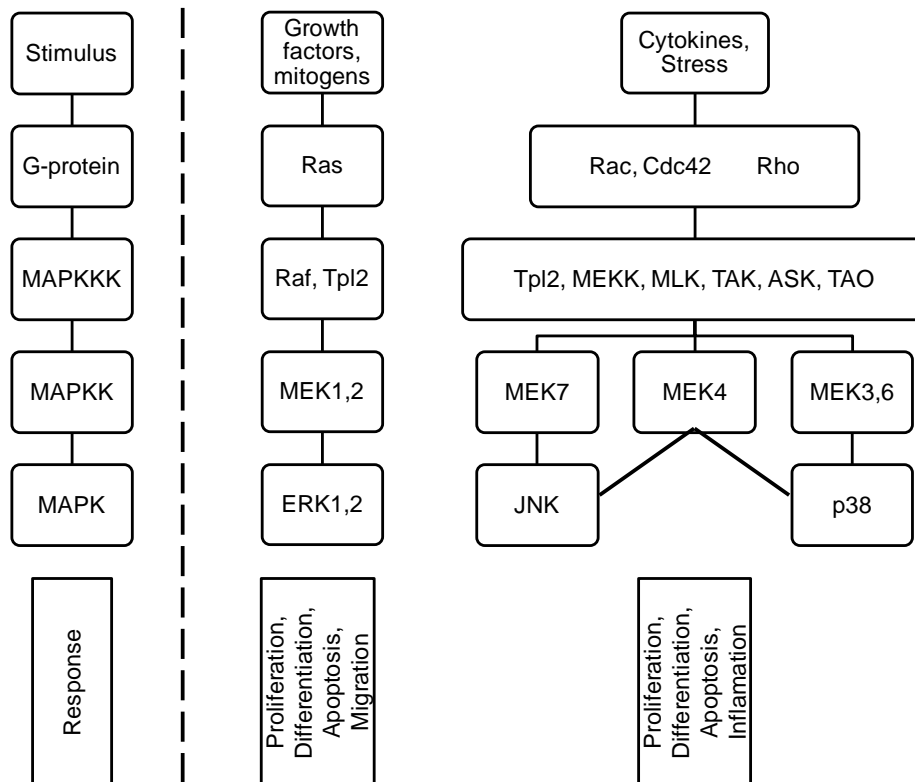 Stimulus
Growth
factors,
mitogens
Cytokines,
Stress
G-protein
Ras
Rac, Cdc42 Rho
MAPKKK
Raf, Tpl2
Tpl2, MEKK, MLK, TAK, ASK, TAO
MAPKK
MEK1,2
MEK7
MEK4
MEK3,6
MAPK
ERK1,2
JNK
p38
Response
Proliferation,
Differentiation,
Apoptosis,
Migration
Proliferation,
Differentiation,
Apoptosis,
Inflamation